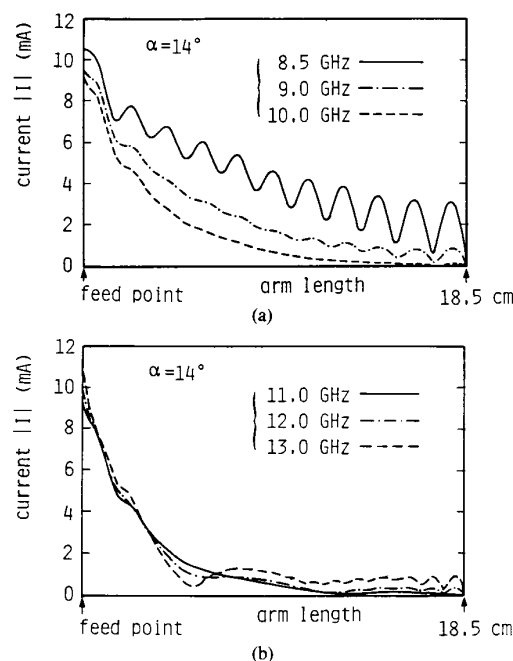 12
10
8
6
4
2
0
current |I| (mA)
α=14°
8.5 GHz
9.0 GHz
10.0 GHz
feed point
arm length
18.5 cm
(a)
12
10
8
6
4
2
0
current |I| (mA)
α=14°
11.0 GHz
12.0 GHz
13.0 GHz
feed point
arm length
18.5 cm
(b)